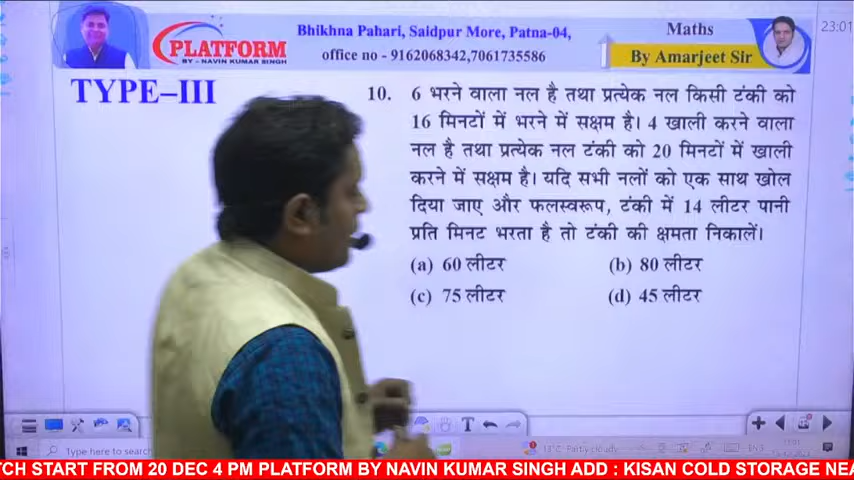 PLATFORM
BY - NAVIN KUMAR SINGH
Bhikhna Pahari, Saidpur More, Patna-04,
office no - 9162068342,7061735586
Maths
By Amarjeet Sir
23:01
TYPE–III
10. 6 भरने वाला नल है तथा प्रत्येक नल किसी टंकी को
16 मिनटों में भरने में सक्षम है। 4 खाली करने वाला
नल है तथा प्रत्येक नल टंकी को 20 मिनटों में खाली
करने में सक्षम है। यदि सभी नलों को एक साथ खोल
दिया जाए और फलस्वरूप, टंकी में 14 लीटर पानी
प्रति मिनट भरता है तो टंकी की क्षमता निकालें।
(a) 60 लीटर (b) 80 लीटर
(c) 75 लीटर (d) 45 लीटर
Type here to search
13°C Partly cloudy
TCH START FROM 20 DEC 4 PM PLATFORM BY NAVIN KUMAR SINGH ADD : KISAN COLD STORAGE NEA